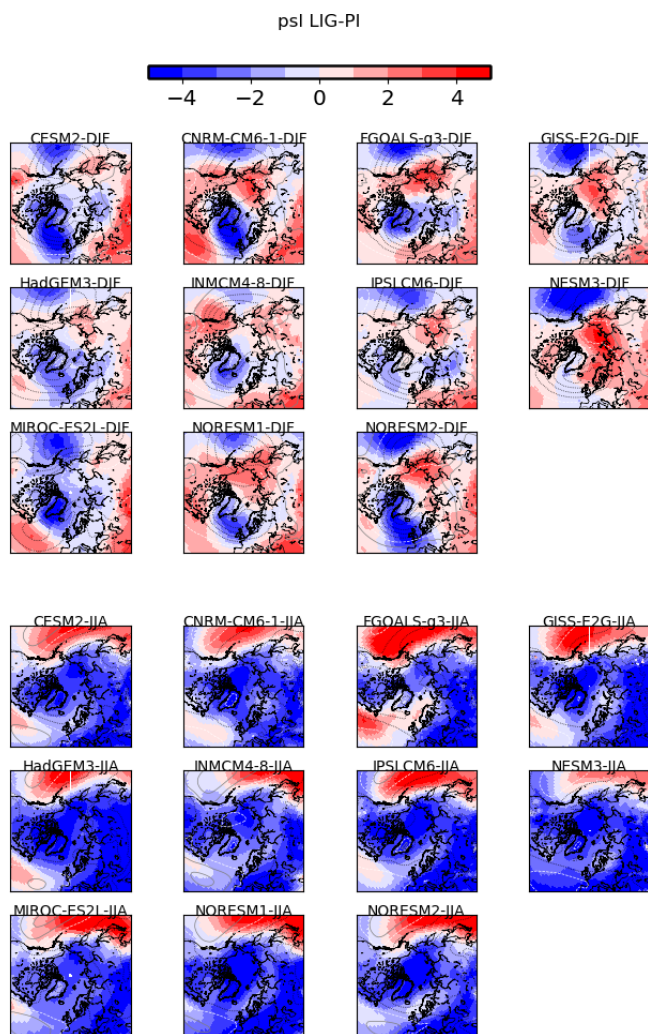 psl LIG-PI
−4 −2 0 2 4
CESM2-DJF CNRM-CM6-1-DJF FGOALS-g3-DJF GISS-E2G-DJF
HadGEM3-DJF INMCM4-8-DJF IPSLCM6-DJF NESM3-DJF
MIROC-ES2L-DJF NORESM1-DJF NORESM2-DJF
CESM2-JJA CNRM-CM6-1-JJA FGOALS-g3-JJA GISS-E2G-JJA
HadGEM3-JJA INMCM4-8-JJA IPSLCM6-JJA NESM3-JJA
MIROC-ES2L-JJA NORESM1-JJA NORESM2-JJA